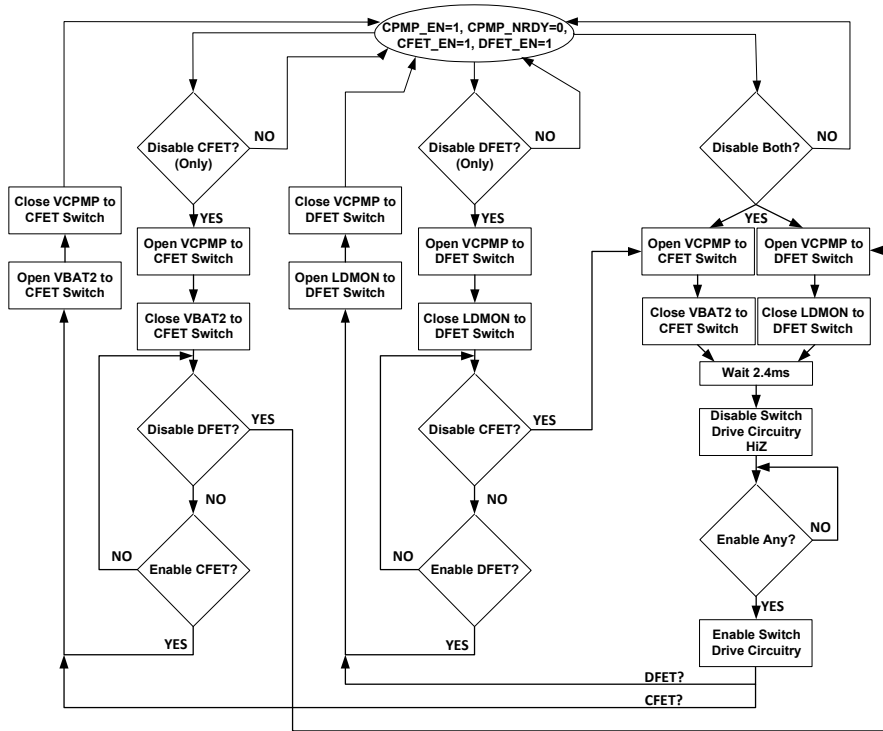 CPMP_EN=1, CPMP_NRDY=0,
CFET_EN=1, DFET_EN=1
Disable CFET?
(Only)
NO
YES
Open VCPMP to
CFET Switch
Close VBAT2 to
CFET Switch
Disable DFET?
YES
NO
Enable CFET?
NO
YES
Close VCPMP to
CFET Switch
Open VBAT2 to
CFET Switch
Disable DFET?
(Only)
NO
YES
Open VCPMP to
DFET Switch
Close LDMON to
DFET Switch
Disable CFET?
YES
NO
Enable DFET?
NO
YES
Close VCPMP to
DFET Switch
Open LDMON to
DFET Switch
Disable Both?
NO
YES
Open VCPMP to
CFET Switch
Open VCPMP to
DFET Switch
Close VBAT2 to
CFET Switch
Close LDMON to
DFET Switch
Wait 2.4ms
Disable Switch
Drive Circuitry
HiZ
Enable Any?
NO
YES
Enable Switch
Drive Circuitry
DFET?
CFET?